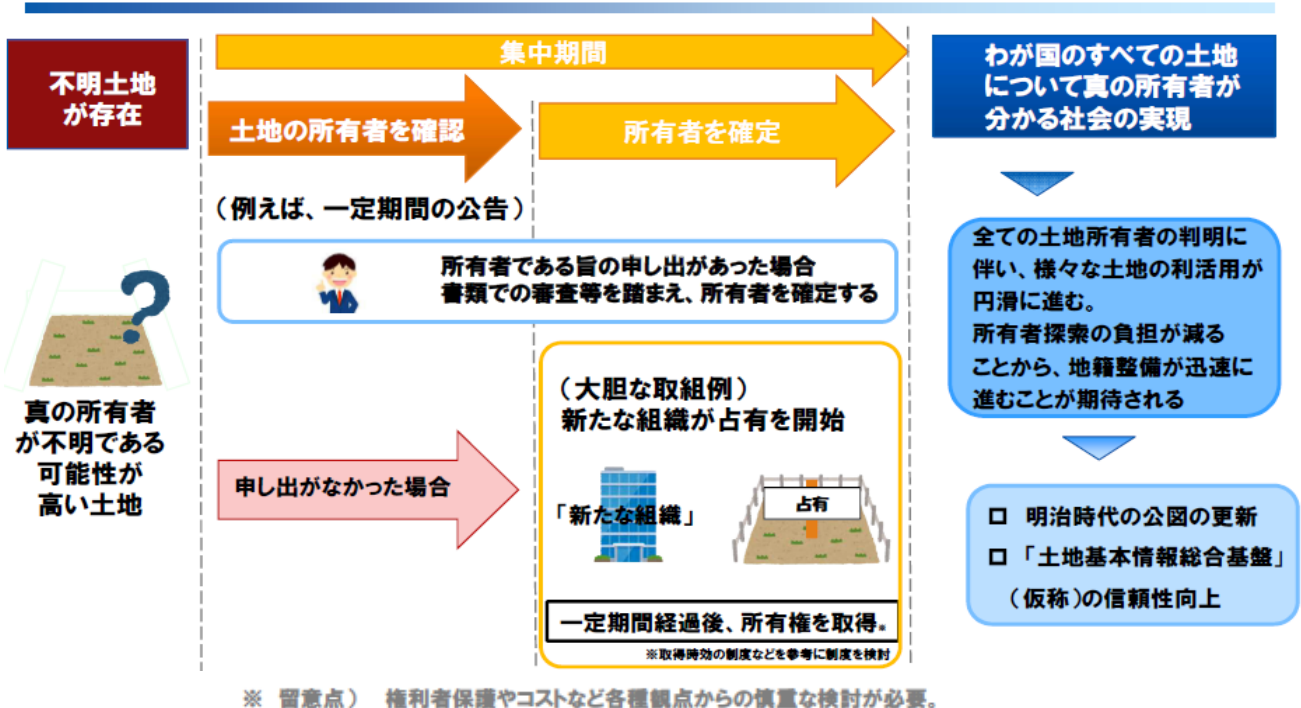 集中期間
不明土地
が存在
土地の所有者を確認
所有者を確定
わが国のすべての土地
について真の所有者が
分かる社会の実現
(例えば、一定期間の公告)
所有者である旨の申し出があった場合
書類での審査等を踏まえ、所有者を確定する
真の所有者
が不明である
可能性が
高い土地
申し出がなかった場合
(大胆な取組例)
新たな組織が占有を開始
「新たな組織」
占有
一定期間経過後、所有権を取得。※
※取得時効の制度などを参考に制度を検討
全ての土地所有者の判明に
伴い、様々な土地の利活用が
円滑に進む。
所有者探索の負担が減る
ことから、地籍整備が迅速に
進むことが期待される
□ 明治時代の公図の更新
□ 「土地基本情報総合基盤」
(仮称)の信頼性向上
※ 留意点) 権利者保護やコストなど各種観点からの慎重な検討が必要。